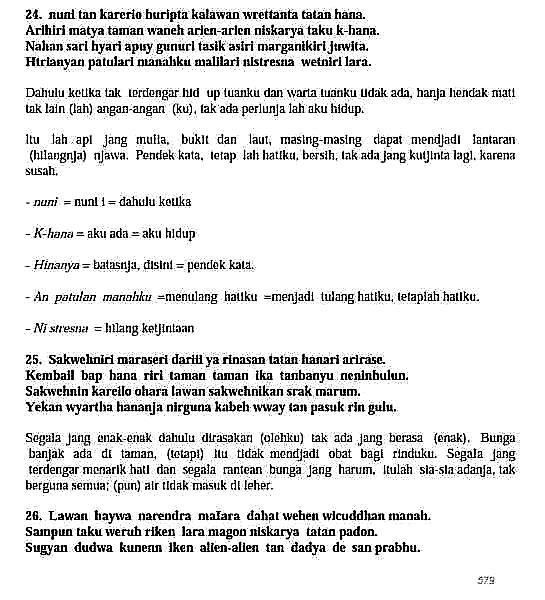 24. nuni tan karerio huripta kalawan wrettanta tatan hana.
Arihiri matya taman waneh arien-arien niskarya taku k-hana.
Nahan sari hyari apuy gunuri tasik asiri marganikiri juwita.
Htrianyan patulari manahku malilari nistresna wetniri lara.
Dahulu ketika tak terdengar hid up tuanku dan warta tuanku tidak ada, hanja hendak mati
tak lain (lah) angan-angan (ku), tak ada perlunja lah aku hidup.
Itu lah api jang mulia, bukit dan laut, masing-masing dapat mendjadi lantaran
(hilangnja) njawa. Pendek kata, tetap lah hatiku, bersih, tak ada jang kutjinta lagi, karena
susah.
- nuni = nuni i = dahulu ketika
- K-hana = aku ada = aku hidup
- Hinanya = batasnja, disini = pendek kata.
- An patulan manahku =menulang hatiku =menjadi tulang hatiku, tetaplah hatiku.
- Ni stresna = hilang ketjintaan
25. Sakwehniri maraseri darili ya rinasan tatan hanari arirase.
Kembali bap hana riri taman taman ika tanbanyu neninhulun.
Sakwehnin kareilo ohara lawan sakwehnikan srak marum.
Yekan wyartha hananja nirguna kabeh wway tan pasuk rin gulu.
Segala jang enak-enak dahulu dirasakan (olehku) tak ada jang berasa (enak). Bunga
banjak ada di taman, (tetapi) itu tidak mendjadi obat bagi rinduku. Segala jang
terdengar menarik hati dan segala rantean bunga jang harum, itulah sia-sia adanja, tak
berguna semua; (pun) air tidak masuk di leher.
26. Lawan haywa narendra malara dahat wehen wicuddhan manah.
Sampun taku weruh riken lara magon niskarya tatan padon.
Sugyan dudwa kunenn iken alien-alien tan dadya de san prabhu.
579